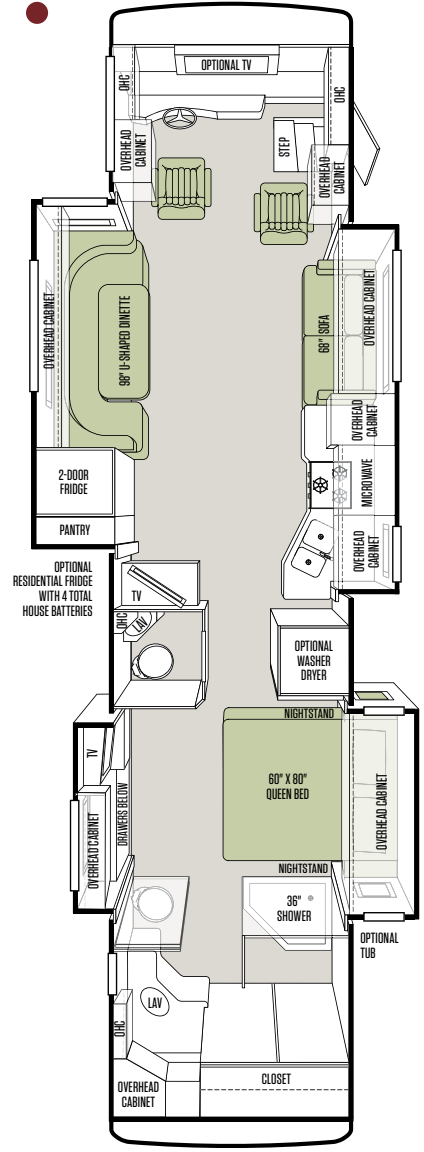 OPTIONAL TV
OHC
OHC
OVERHEAD
CABINET
STEP
OVERHEAD
CABINET
OVERHEAD CABINET
98" U-SHAPED DINETTE
68" SOFA
OVERHEAD CABINET
OVERHEAD
CABINET
2-DOOR
FRIDGE
MICROWAVE
PANTRY
OVERHEAD
CABINET
OPTIONAL
RESIDENTIAL FRIDGE
WITH 4 TOTAL
HOUSE BATTERIES
TV
OHC
LAV
OPTIONAL
WASHER
DRYER
NIGHTSTAND
TV
60" X 80"
QUEEN BED
OVERHEAD CABINET
DRAWERS BELOW
OVERHEAD CABINET
NIGHTSTAND
36"
SHOWER
OPTIONAL
TUB
LAV
OHC
CLOSET
OVERHEAD
CABINET